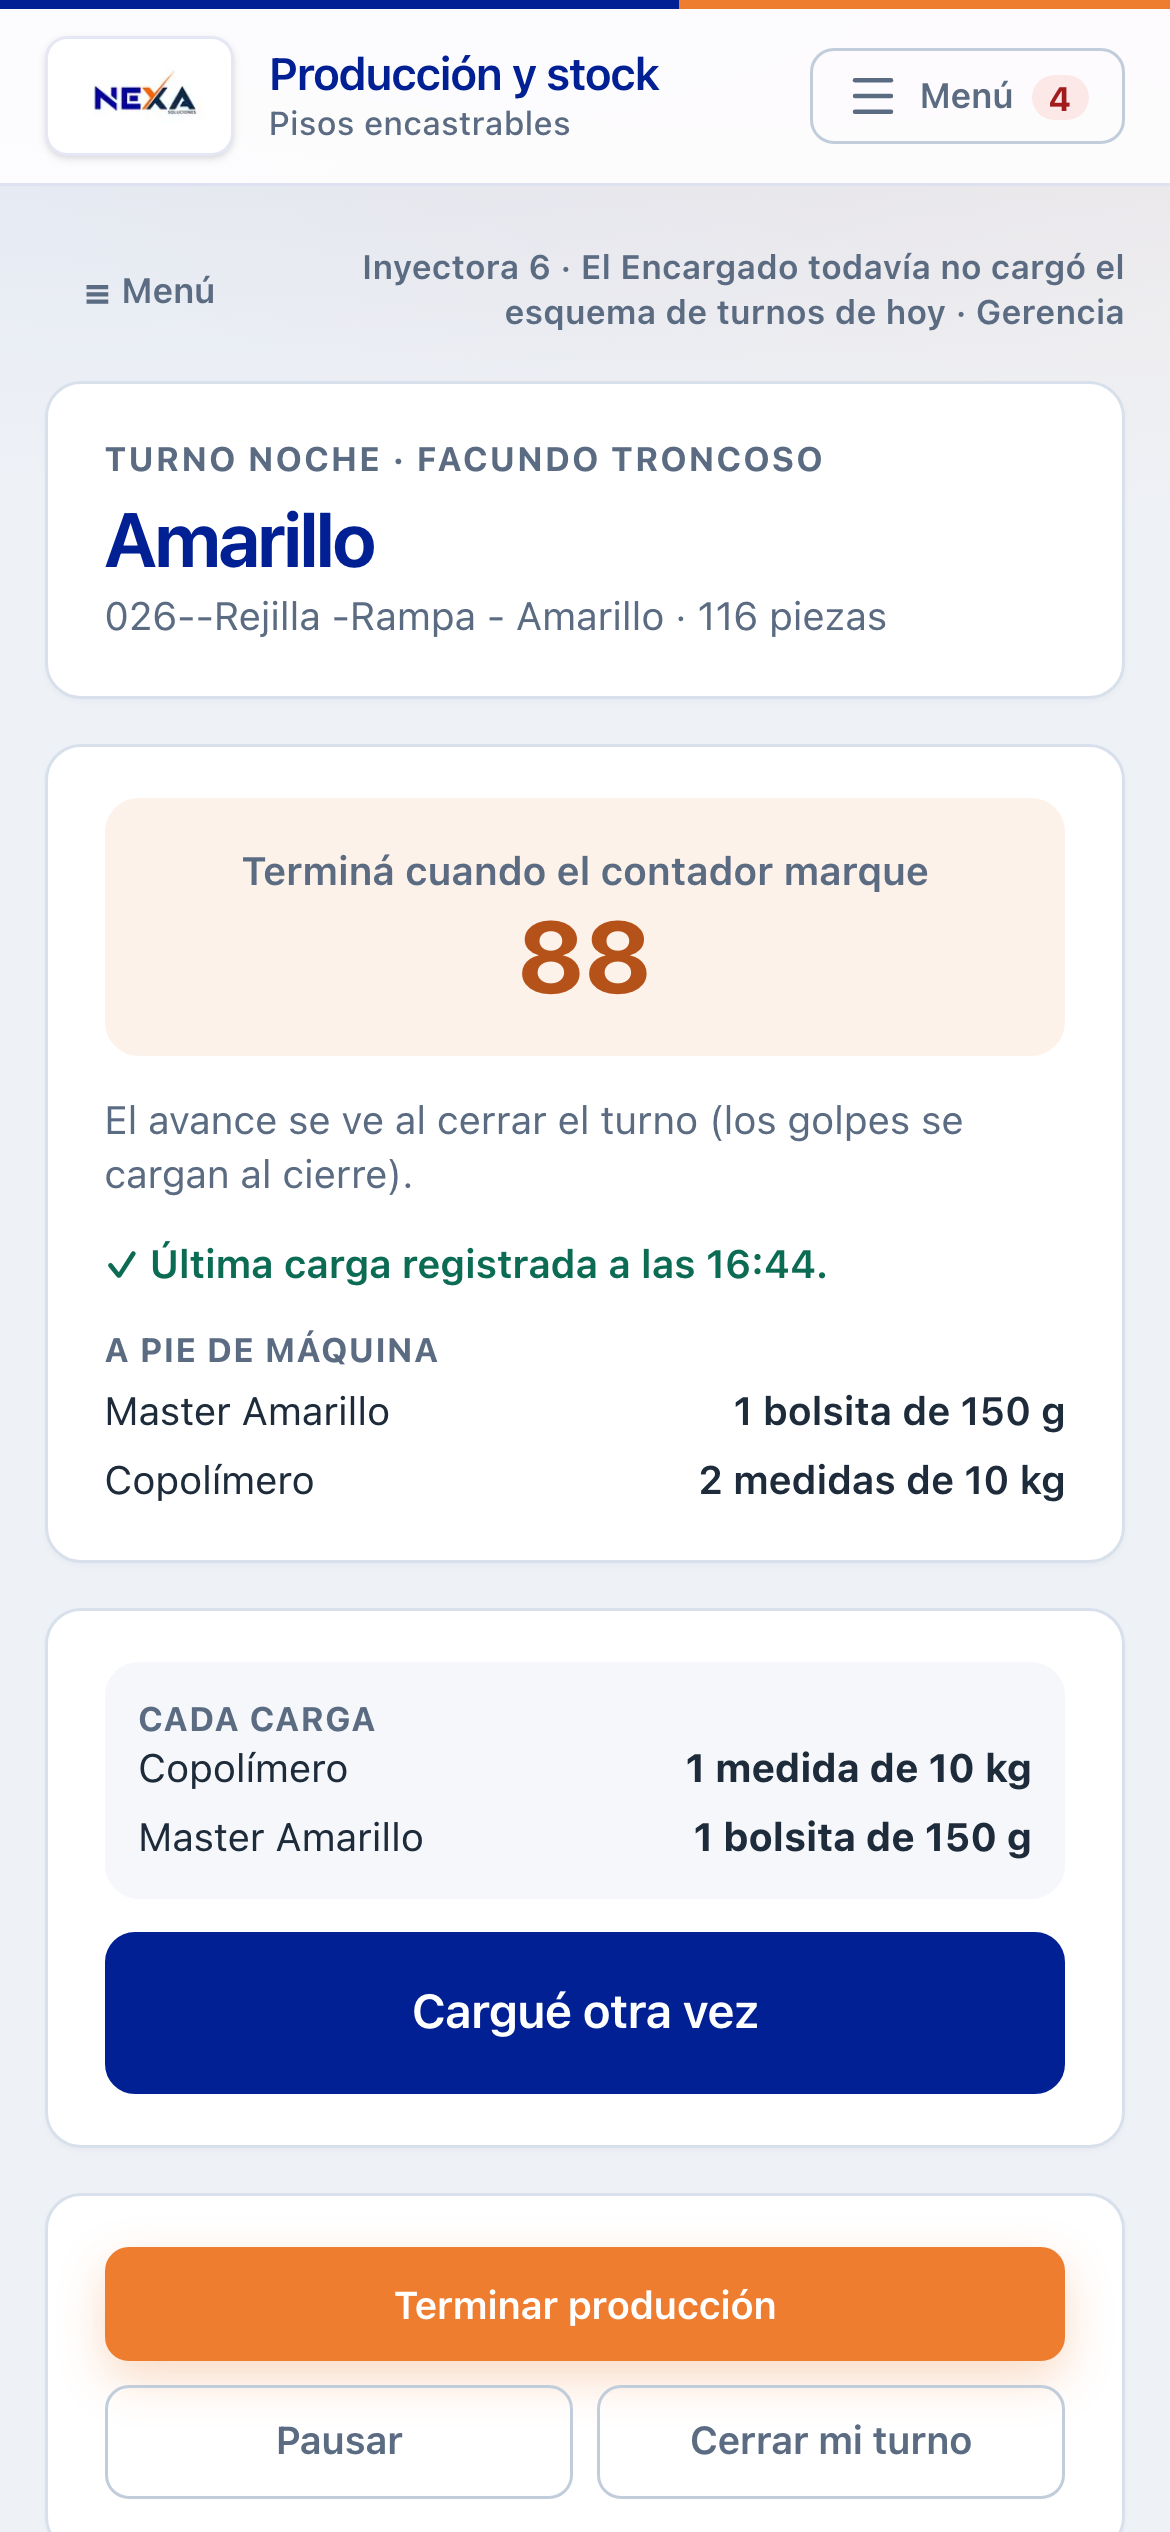 NEXA
SOLUCIONES
Producción y stock
Pisos encastrables
Menú 4
≡ Menú
Inyectora 6 · El Encargado todavía no cargó el
esquema de turnos de hoy · Gerencia
TURNO NOCHE · FACUNDO TRONCOSO
Amarillo
026--Rejilla -Rampa - Amarillo · 116 piezas
Terminá cuando el contador marque
88
El avance se ve al cerrar el turno (los golpes se
cargan al cierre).
✓ Última carga registrada a las 16:44.
A PIE DE MÁQUINA
Master Amarillo 1 bolsita de 150 g
Copolímero 2 medidas de 10 kg
CADA CARGA
Copolímero 1 medida de 10 kg
Master Amarillo 1 bolsita de 150 g
Cargué otra vez
Terminar producción
Pausar Cerrar mi turno